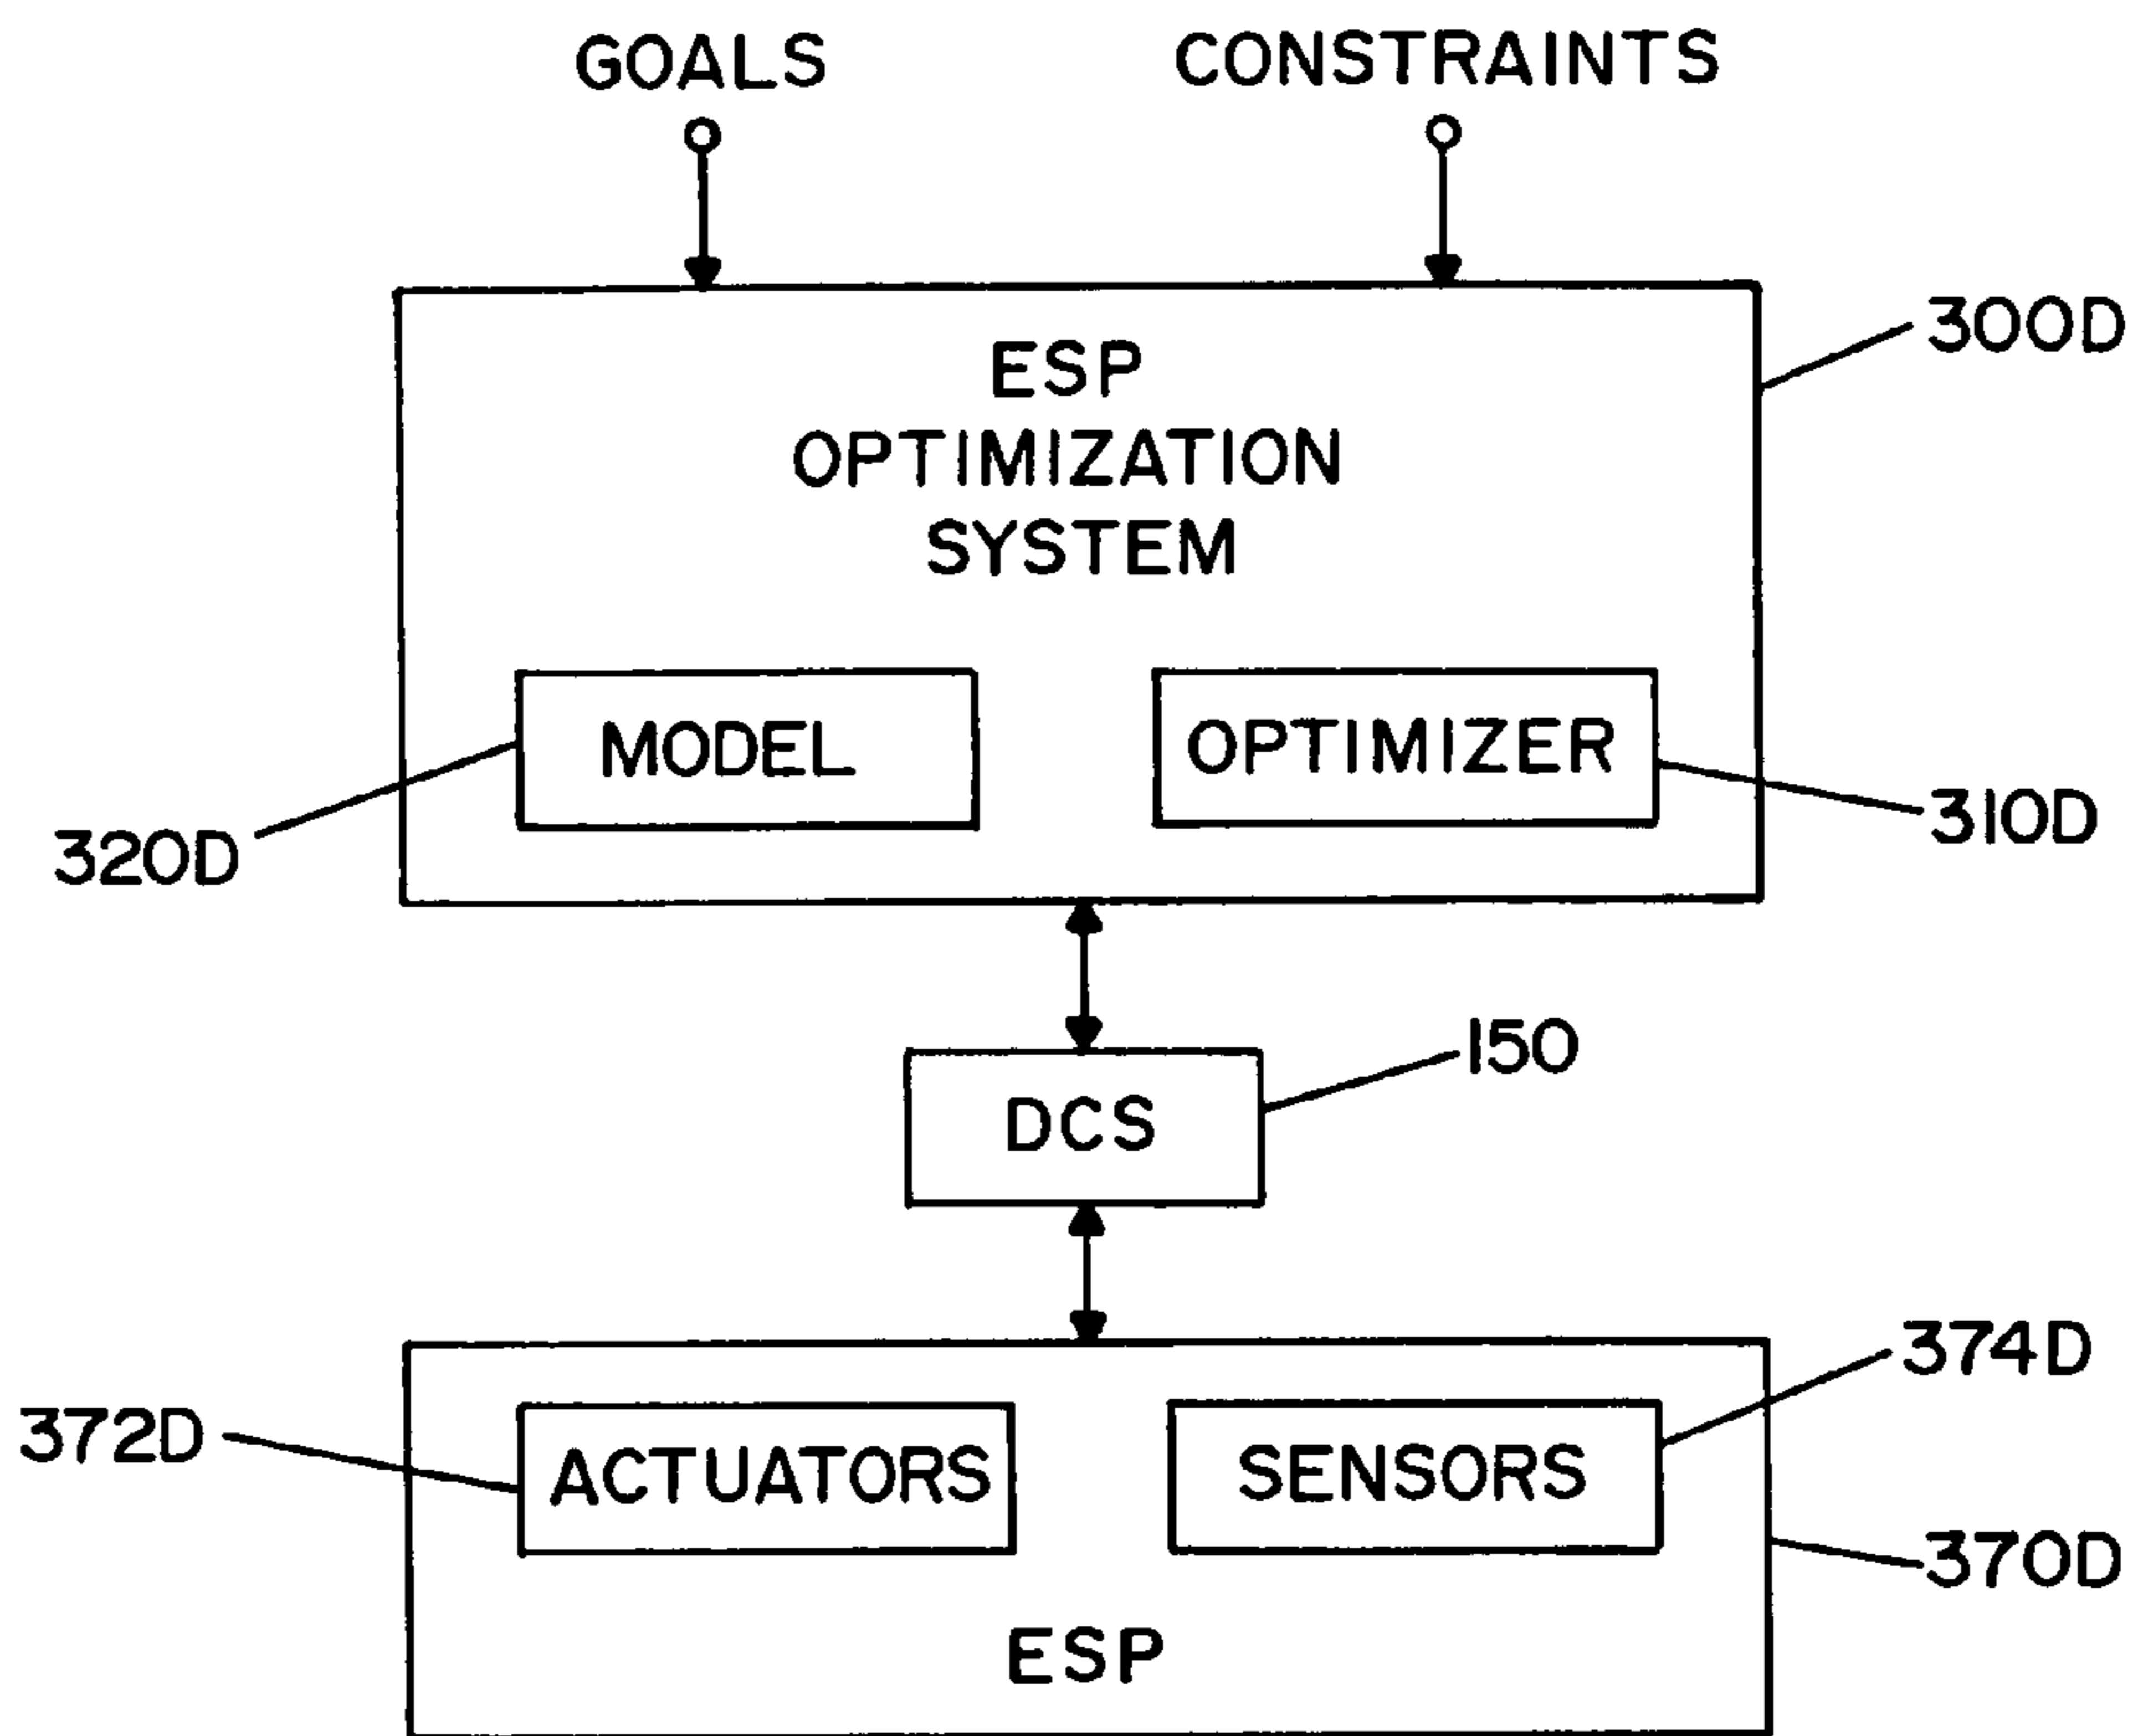 GOALS
CONSTRAINTS
300D
ESP
OPTIMIZATION
SYSTEM
MODEL
OPTIMIZER
310D
320D
150
DCS
374D
372D
ACTUATORS
SENSORS
370D
ESP